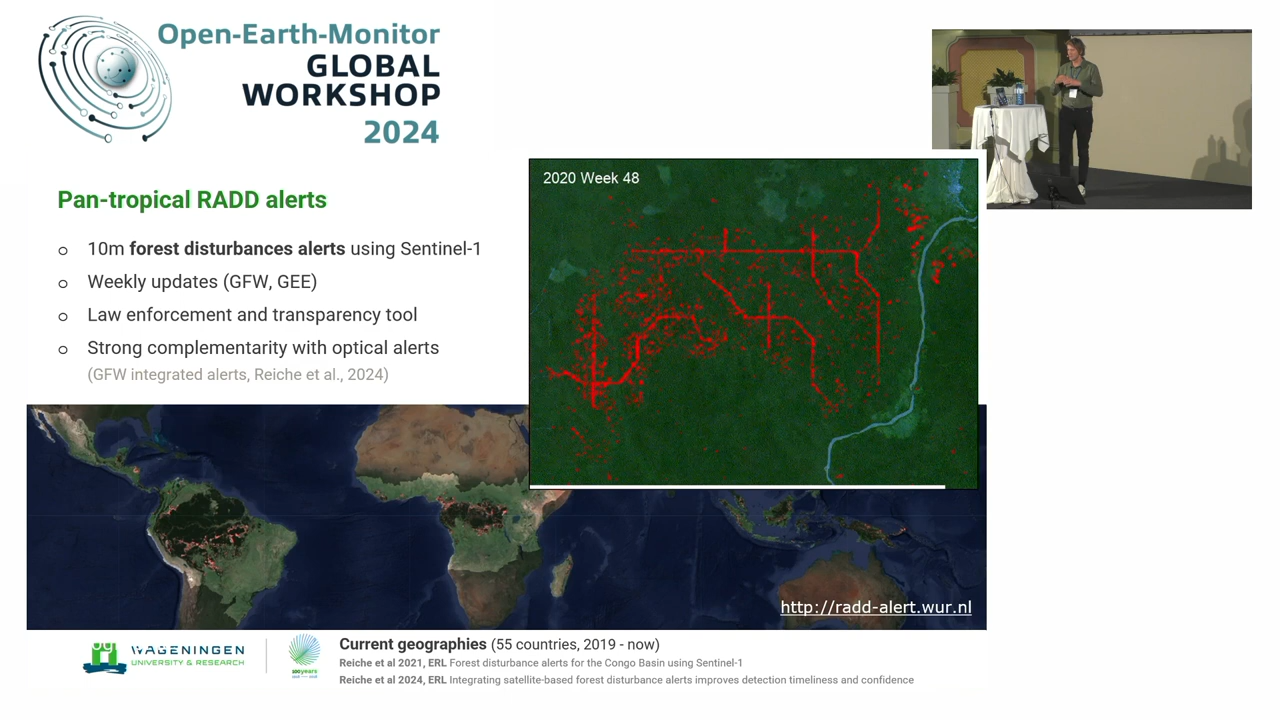 Open-Earth-Monitor
GLOBAL
WORKSHOP
2024
Pan-tropical RADD alerts
2020 Week 48
o 10m forest disturbances alerts using Sentinel-1
o Weekly updates (GFW, GEE)
o Law enforcement and transparency tool
o Strong complementarity with optical alerts
(GFW integrated alerts, Reiche et al., 2024)
http://radd-alert.wur.nl
WAGENINGEN
UNIVERSITY & RESEARCH
100years
Current geographies (55 countries, 2019 - now)
Reiche et al 2021, ERL Forest disturbance alerts for the Congo Basin using Sentinel-1
Reiche et al 2024, ERL Integrating satellite-based forest disturbance alerts improves detection timeliness and confidence